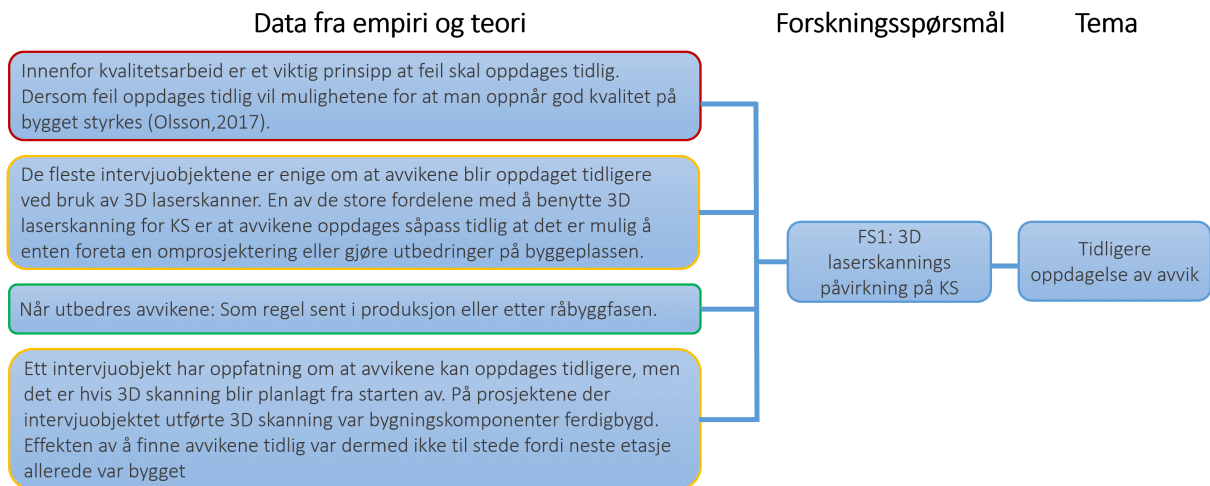 Data fra empiri og teori
Forskningsspørsmål
Tema
Innenfor kvalitetsarbeid er et viktig prinsipp at feil skal oppdages tidlig.
Dersom feil oppdages tidlig vil mulighetene for at man oppnår god kvalitet på
bygget styrkes (Olsson,2017).
De fleste intervjuobjektene er enige om at avvikene blir oppdaget tidligere
ved bruk av 3D laserskanner. En av de store fordelene med å benytte 3D
laserskanning for KS er at avvikene oppdages såpass tidlig at det er mulig å
enten foreta en omprosjektering eller gjøre utbedringer på byggeplassen.
Når utbedres avvikene: Som regel sent i produksjon eller etter råbyggfasen.
Ett intervjuobjekt har oppfatning om at avvikene kan oppdages tidligere, men
det er hvis 3D skanning blir planlagt fra starten av. På prosjektene der
intervjuobjektet utførte 3D skanning var bygningskomponenter ferdigbygd.
Effekten av å finne avvikene tidlig var dermed ikke til stede fordi neste etasje
allerede var bygget
FS1: 3D
laserskannings
påvirkning på KS
Tidligere
oppdagelse av avvik